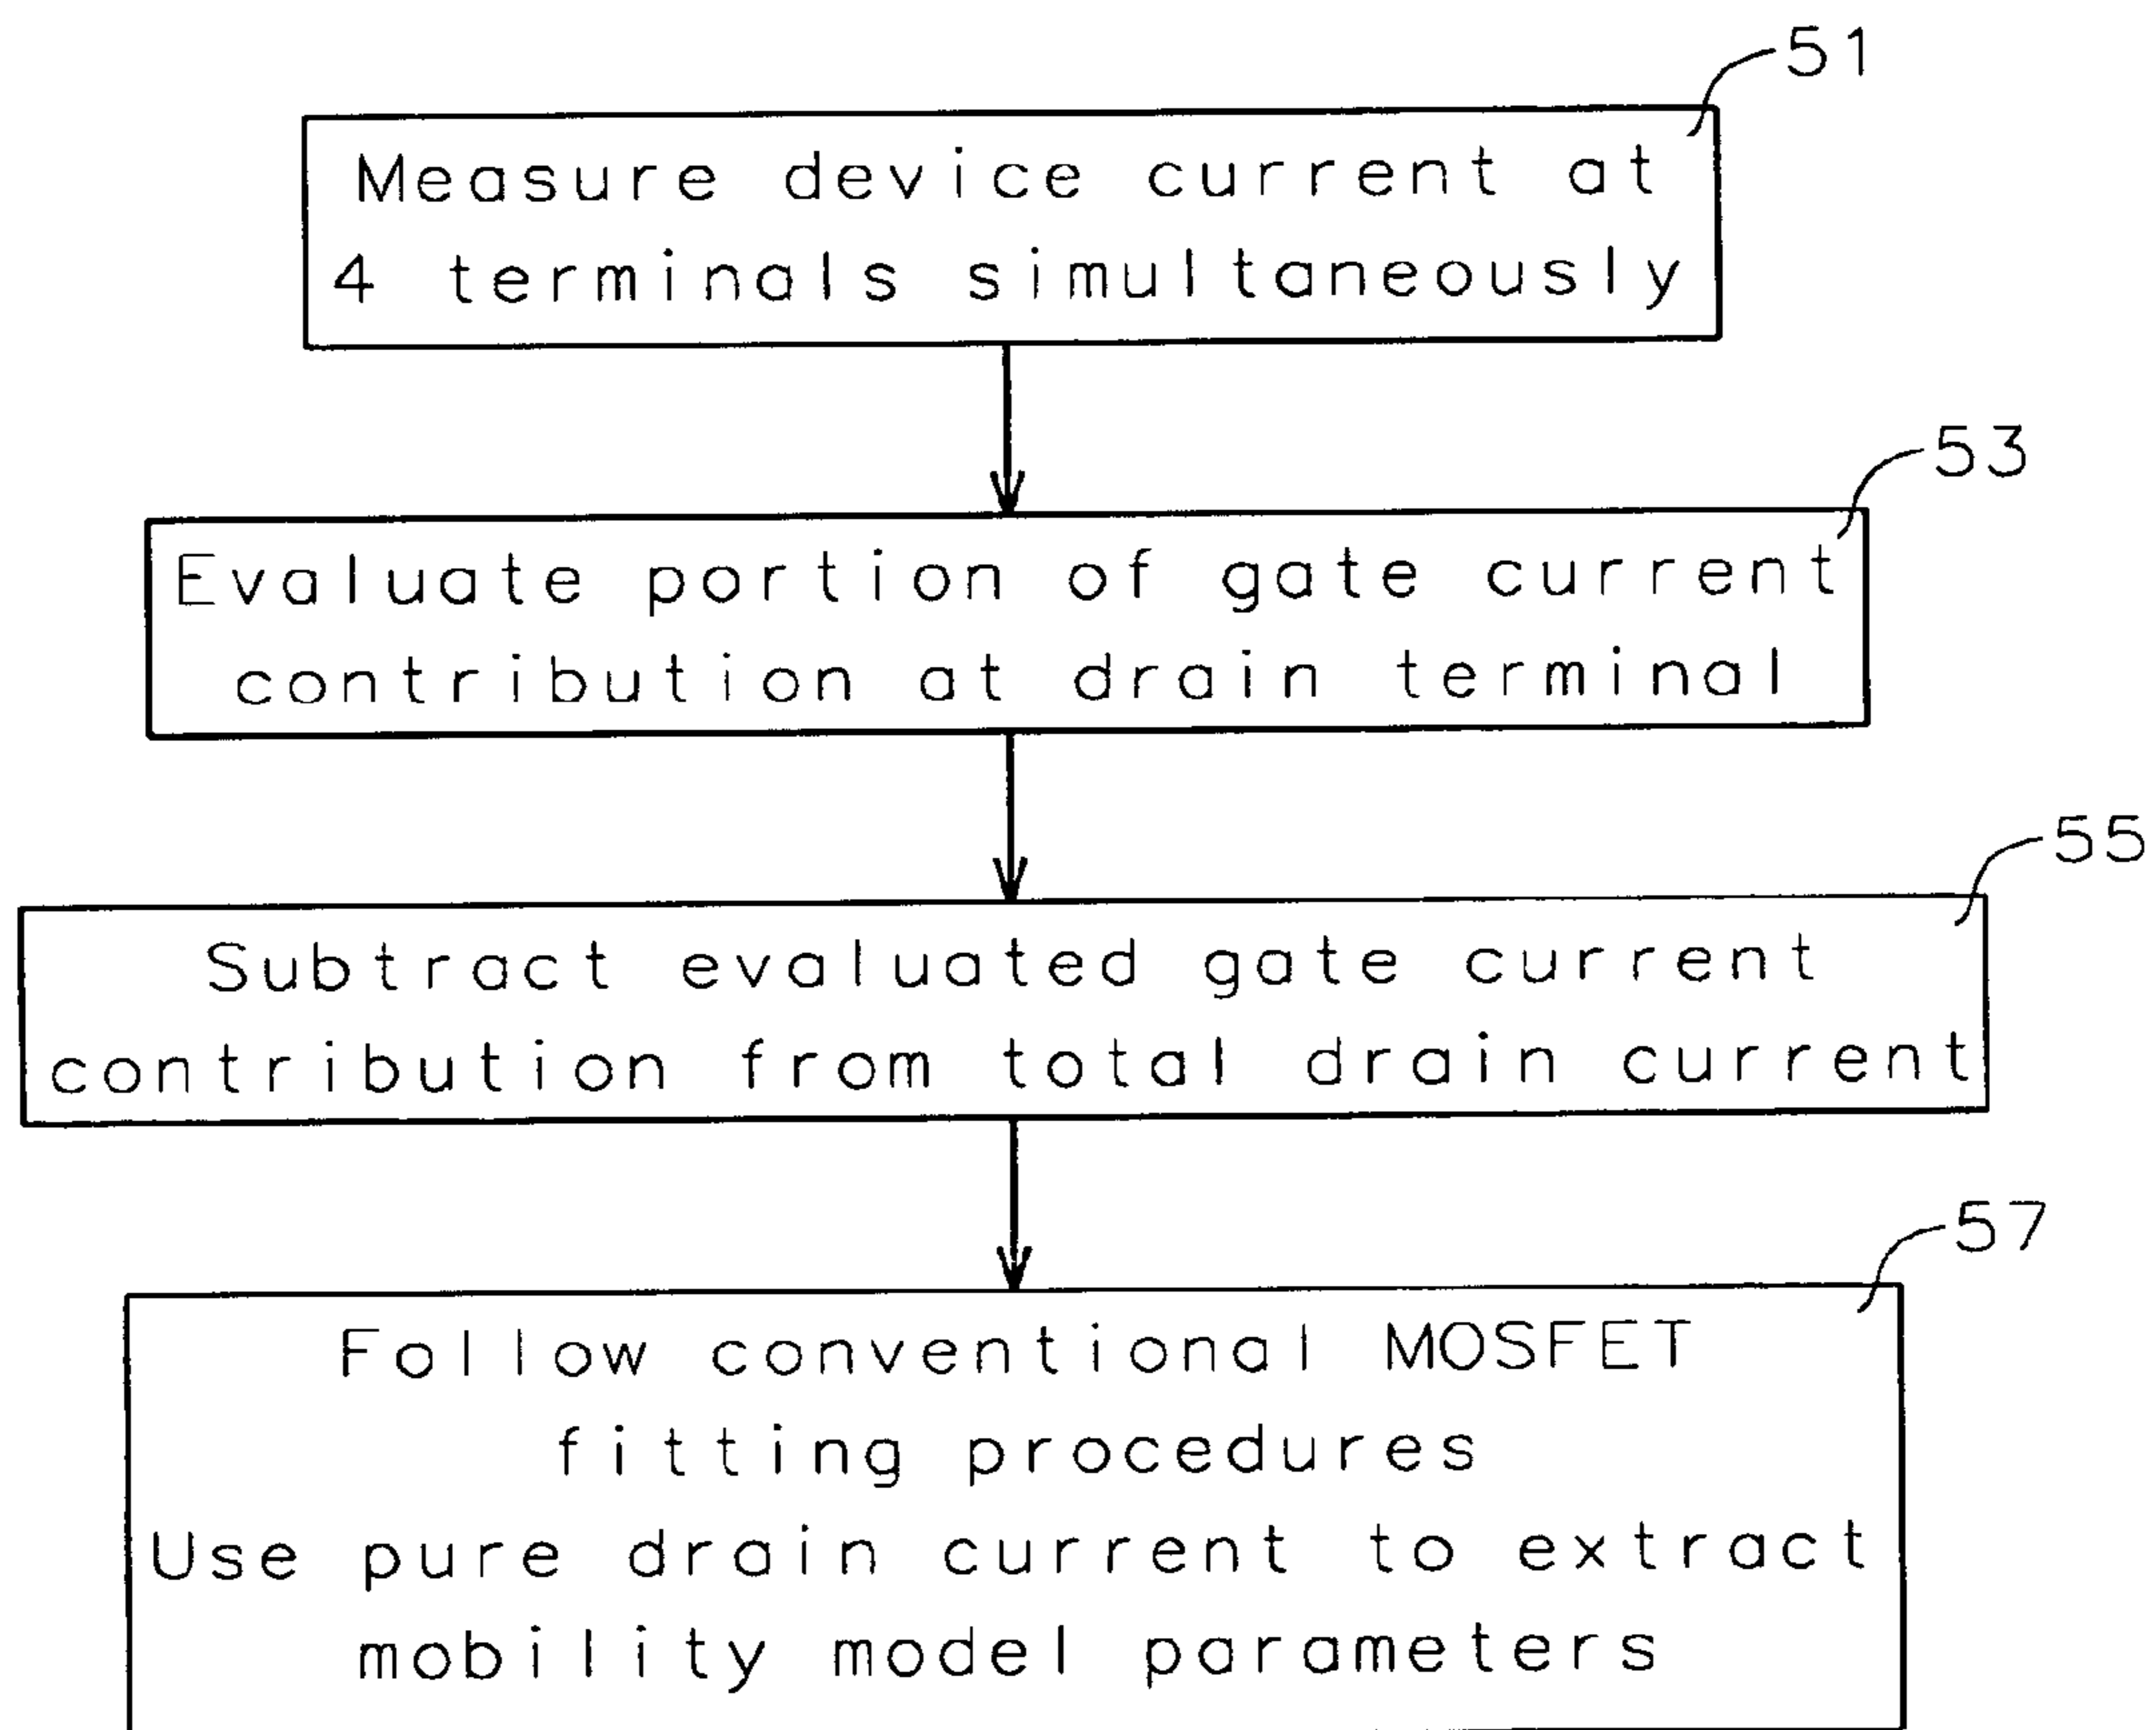 51
Measure device current at
4 terminals simultaneously
53
Evaluate portion of gate current
contribution at drain terminal
55
Subtract evaluated gate current
contribution from total drain current
57
Follow conventional MOSFET
fitting procedures
Use pure drain current to extract
mobility model parameters